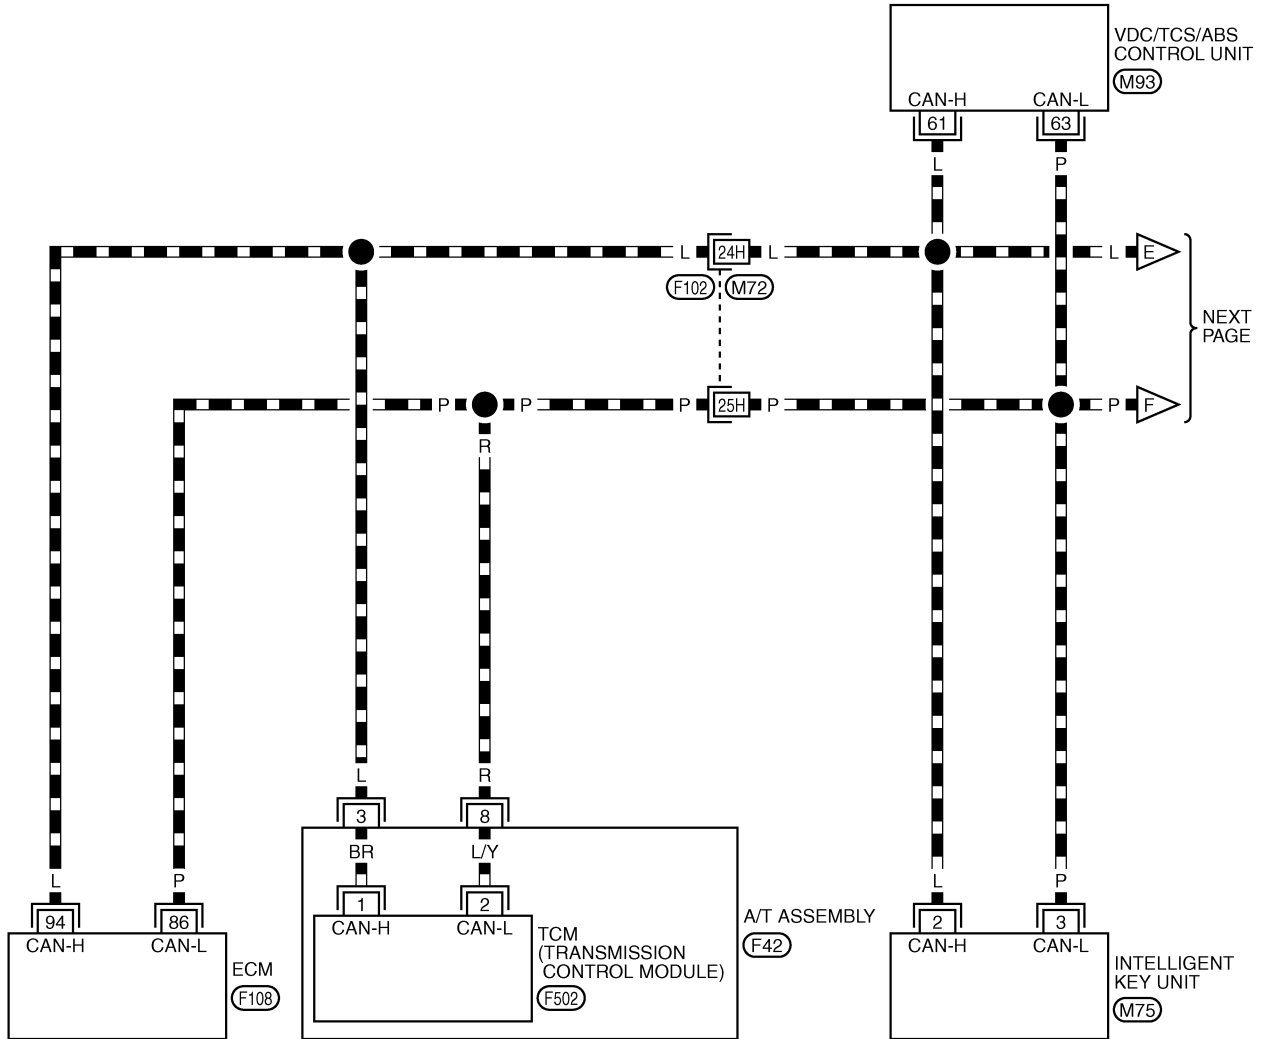 VDC/TCS/ABS
CONTROL UNIT
M93
CAN-H CAN-L
61 63
L P
L 24H L L E
F102 M72
NEXT
PAGE
P P P 25H P P F
R
L R
3 8
BR L/Y
L P L P
1 2
94 86 2 3
A/T ASSEMBLY
F42
CAN-H CAN-L
TCM
(TRANSMISSION
CONTROL MODULE)
F502
CAN-H CAN-L
ECM
F108
CAN-H CAN-L
INTELLIGENT
KEY UNIT
M75